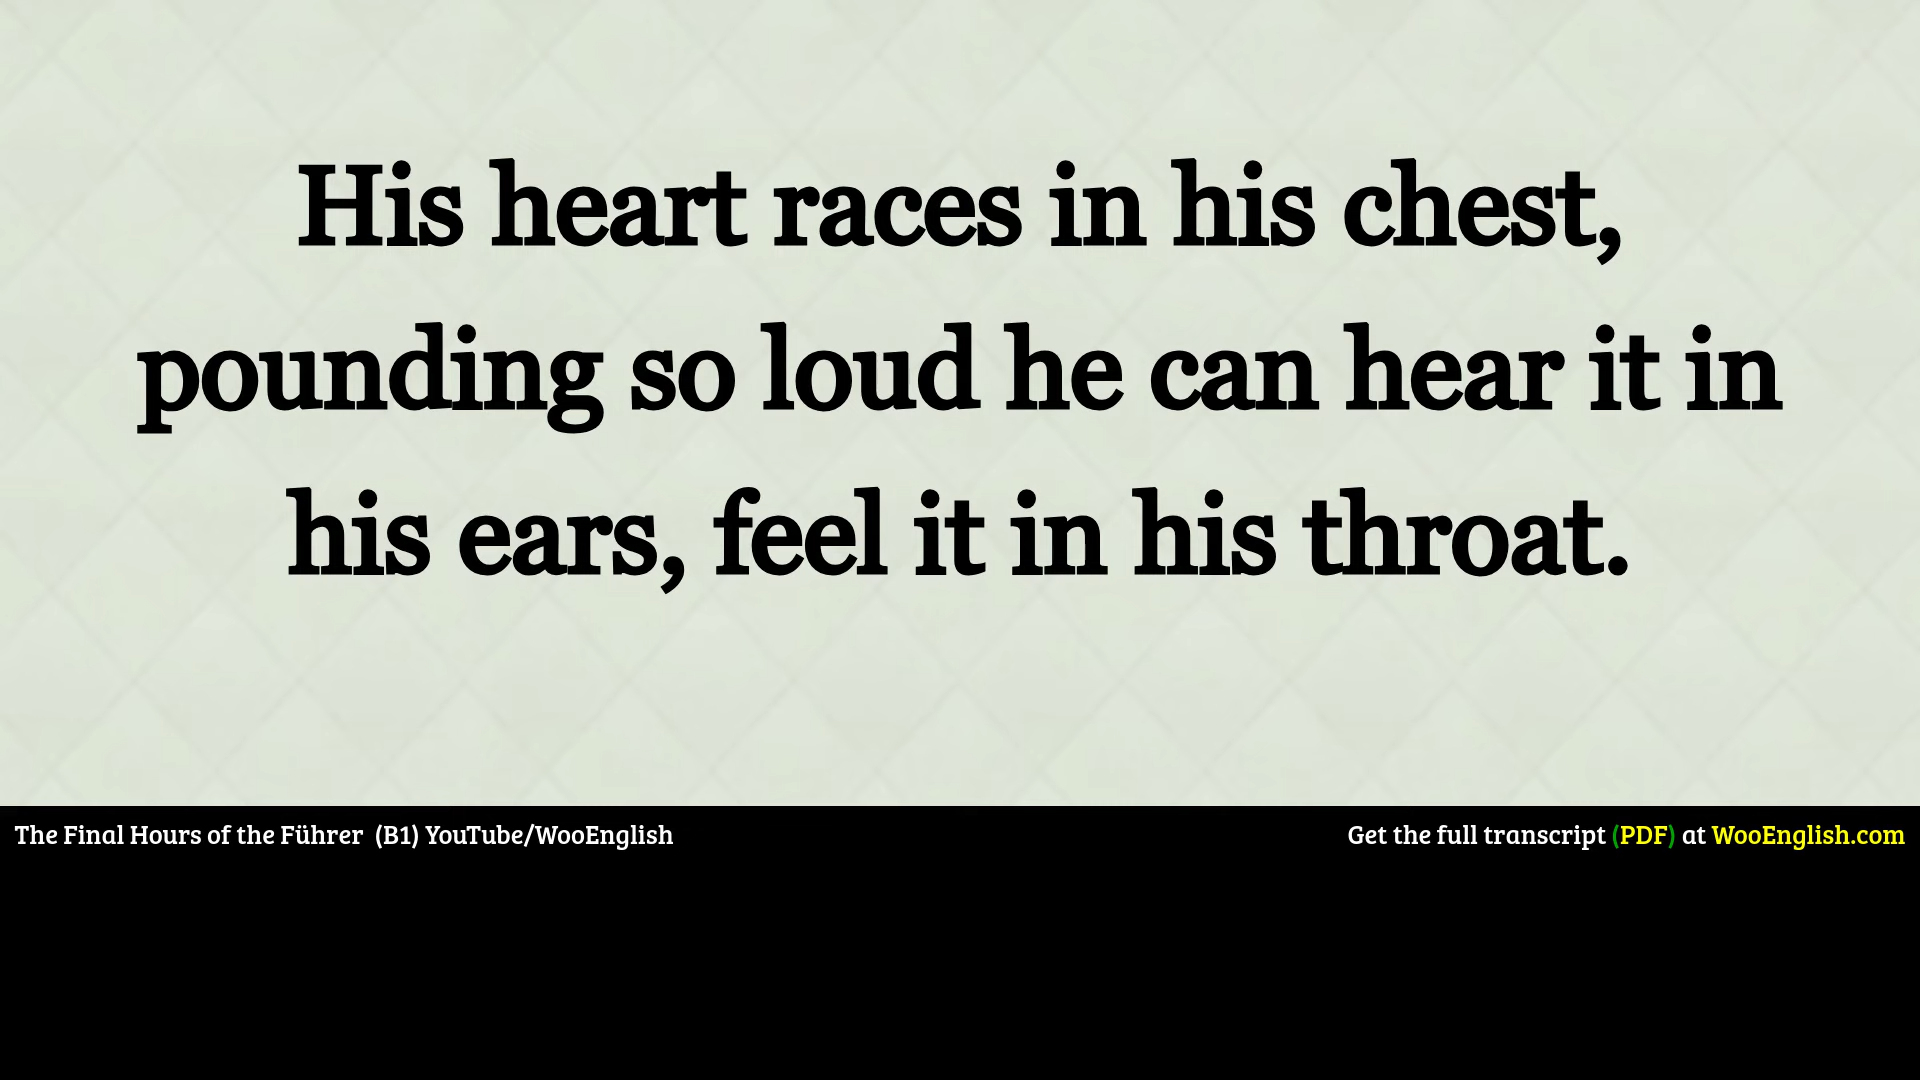 His heart races in his chest,
pounding so loud he can hear it in
his ears, feel it in his throat.
The Final Hours of the Führer (B1) YouTube/WooEnglish
Get the full transcript (PDF) at WooEnglish.com